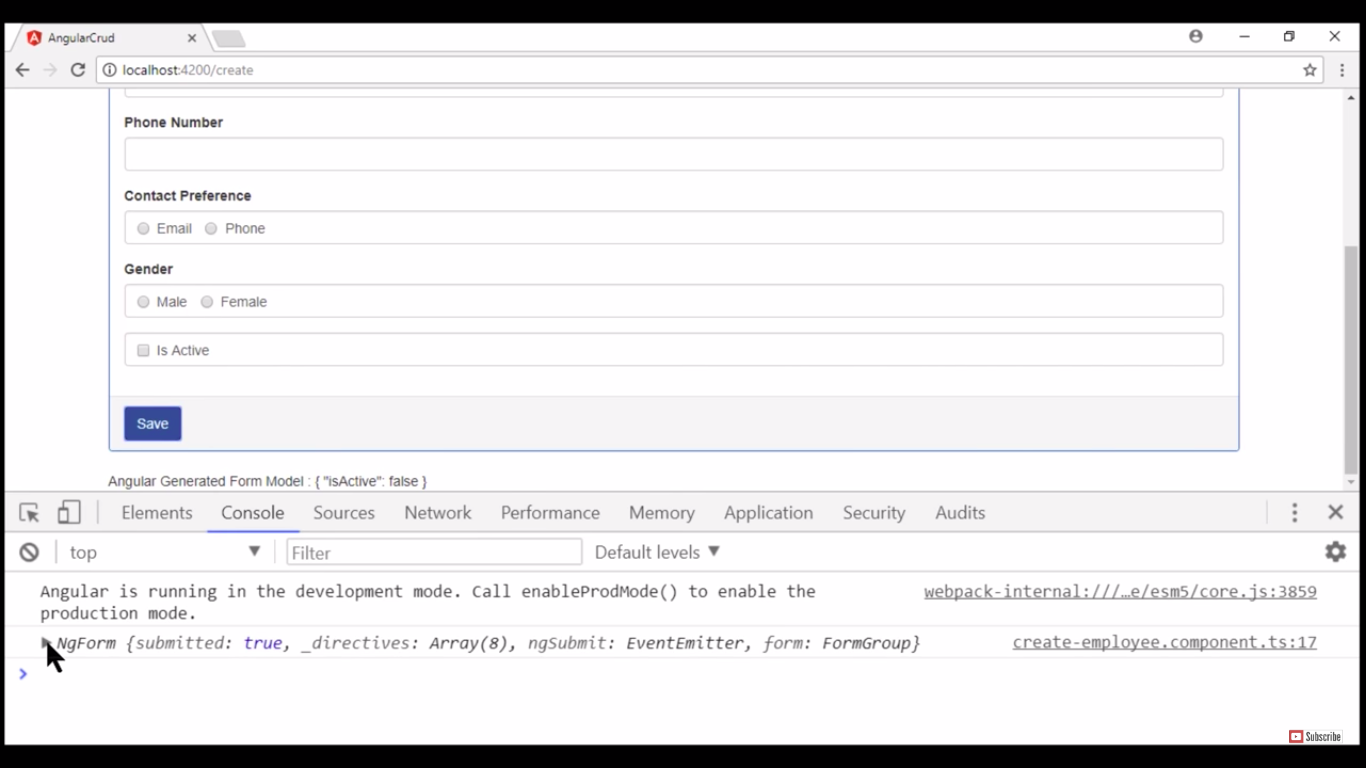 AngularCrud
localhost:4200/create
Phone Number
Contact Preference
Email Phone
Gender
Male Female
Is Active
Save
Angular Generated Form Model : { "isActive": false }
Elements Console Sources Network Performance Memory Application Security Audits
top Filter Default levels
Angular is running in the development mode. Call enableProdMode() to enable the webpack-internal:///…e/esm5/core.js:3859
production mode.
NgForm {submitted: true, _directives: Array(8), ngSubmit: EventEmitter, form: FormGroup} create-employee.component.ts:17
Subscribe